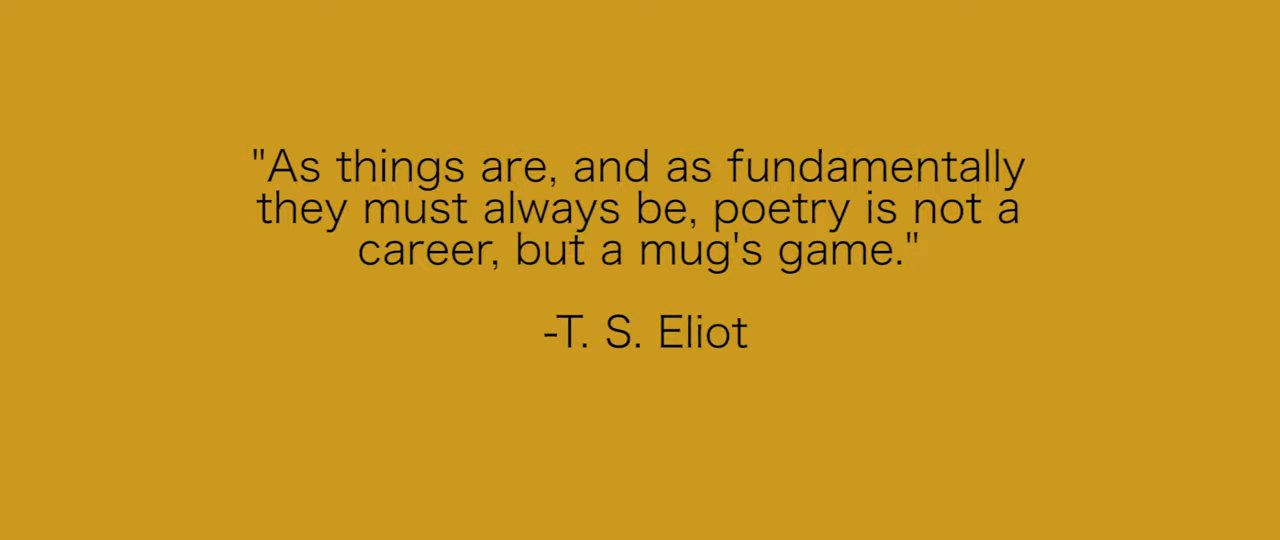 "As things are, and as fundamentally
they must always be, poetry is not a
career, but a mug's game."
-T. S. Eliot